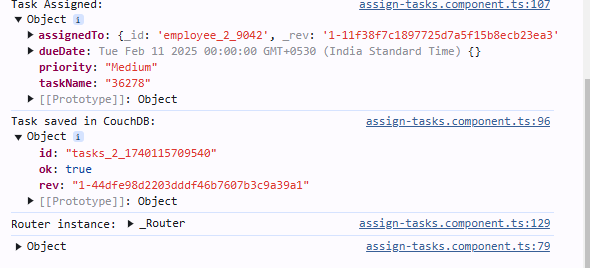 Task Assigned: assign-tasks.component.ts:107
▼ Object i
▶ assignedTo: {_id: 'employee_2_9042', _rev: '1-11f38f7c1897725d7a5f15b8ecb23ea3'
▶ dueDate: Tue Feb 11 2025 00:00:00 GMT+0530 (India Standard Time) {}
priority: "Medium"
taskName: "36278"
▶ [[Prototype]]: Object
Task saved in CouchDB: assign-tasks.component.ts:96
▼ Object i
id: "tasks_2_1740115709540"
ok: true
rev: "1-44dfe98d2203dddf46b7607b3c9a39a1"
▶ [[Prototype]]: Object
Router instance: ▶ _Router assign-tasks.component.ts:129
▶ Object assign-tasks.component.ts:79